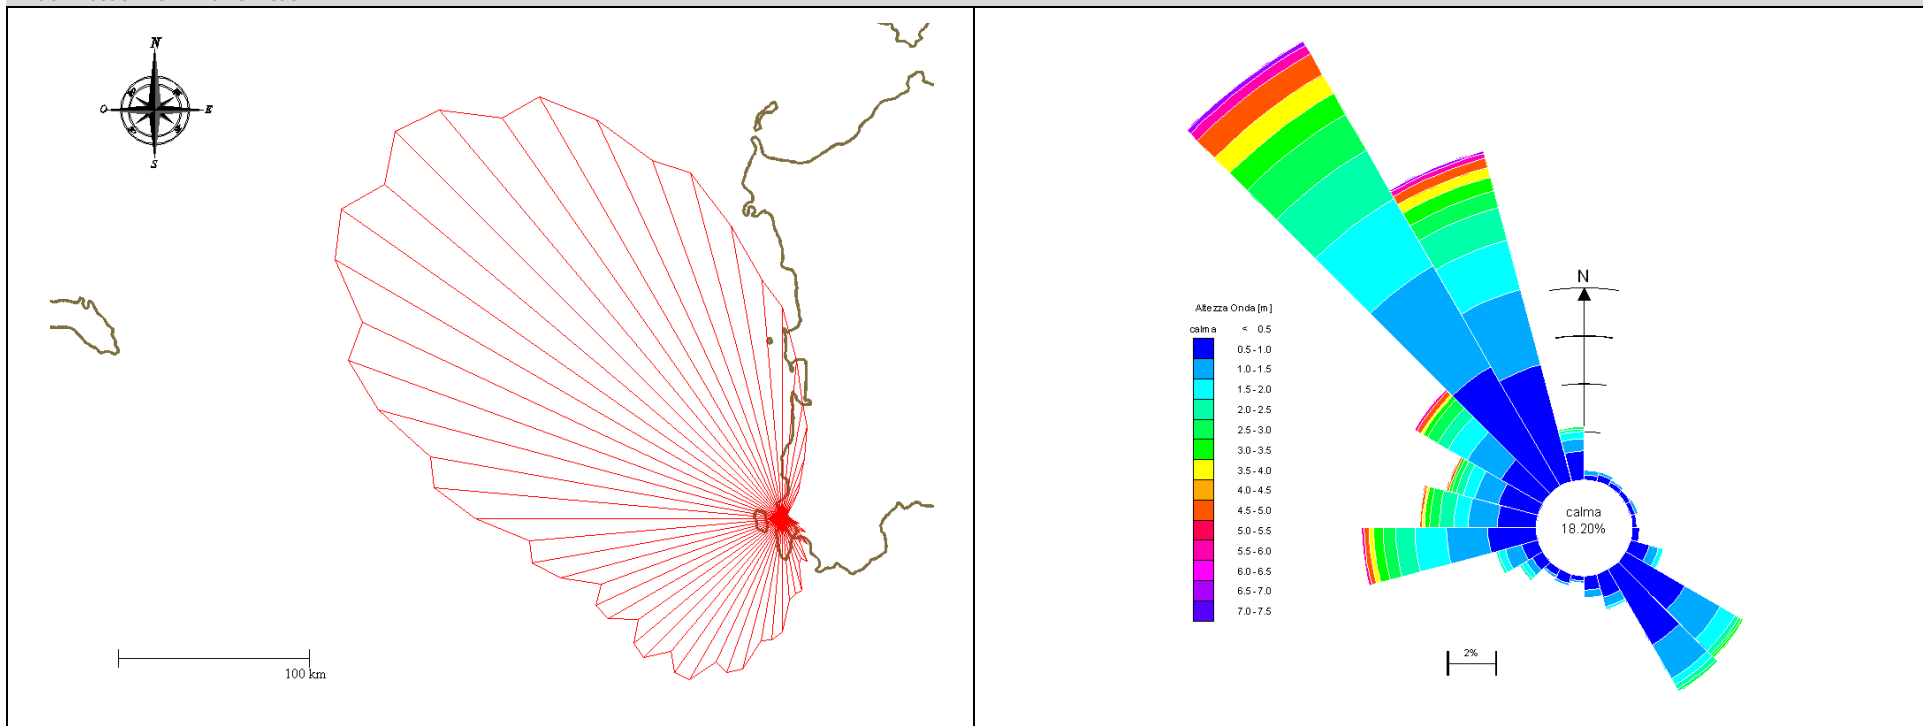 N
O
E
S
100 km
N
Altezza Onda [m]
calma < 0.5
0.5 - 1.0
1.0 - 1.5
1.5 - 2.0
2.0 - 2.5
2.5 - 3.0
3.0 - 3.5
3.5 - 4.0
4.0 - 4.5
4.5 - 5.0
5.0 - 5.5
5.5 - 6.0
6.0 - 6.5
6.5 - 7.0
7.0 - 7.5
calma
18.20%
2%